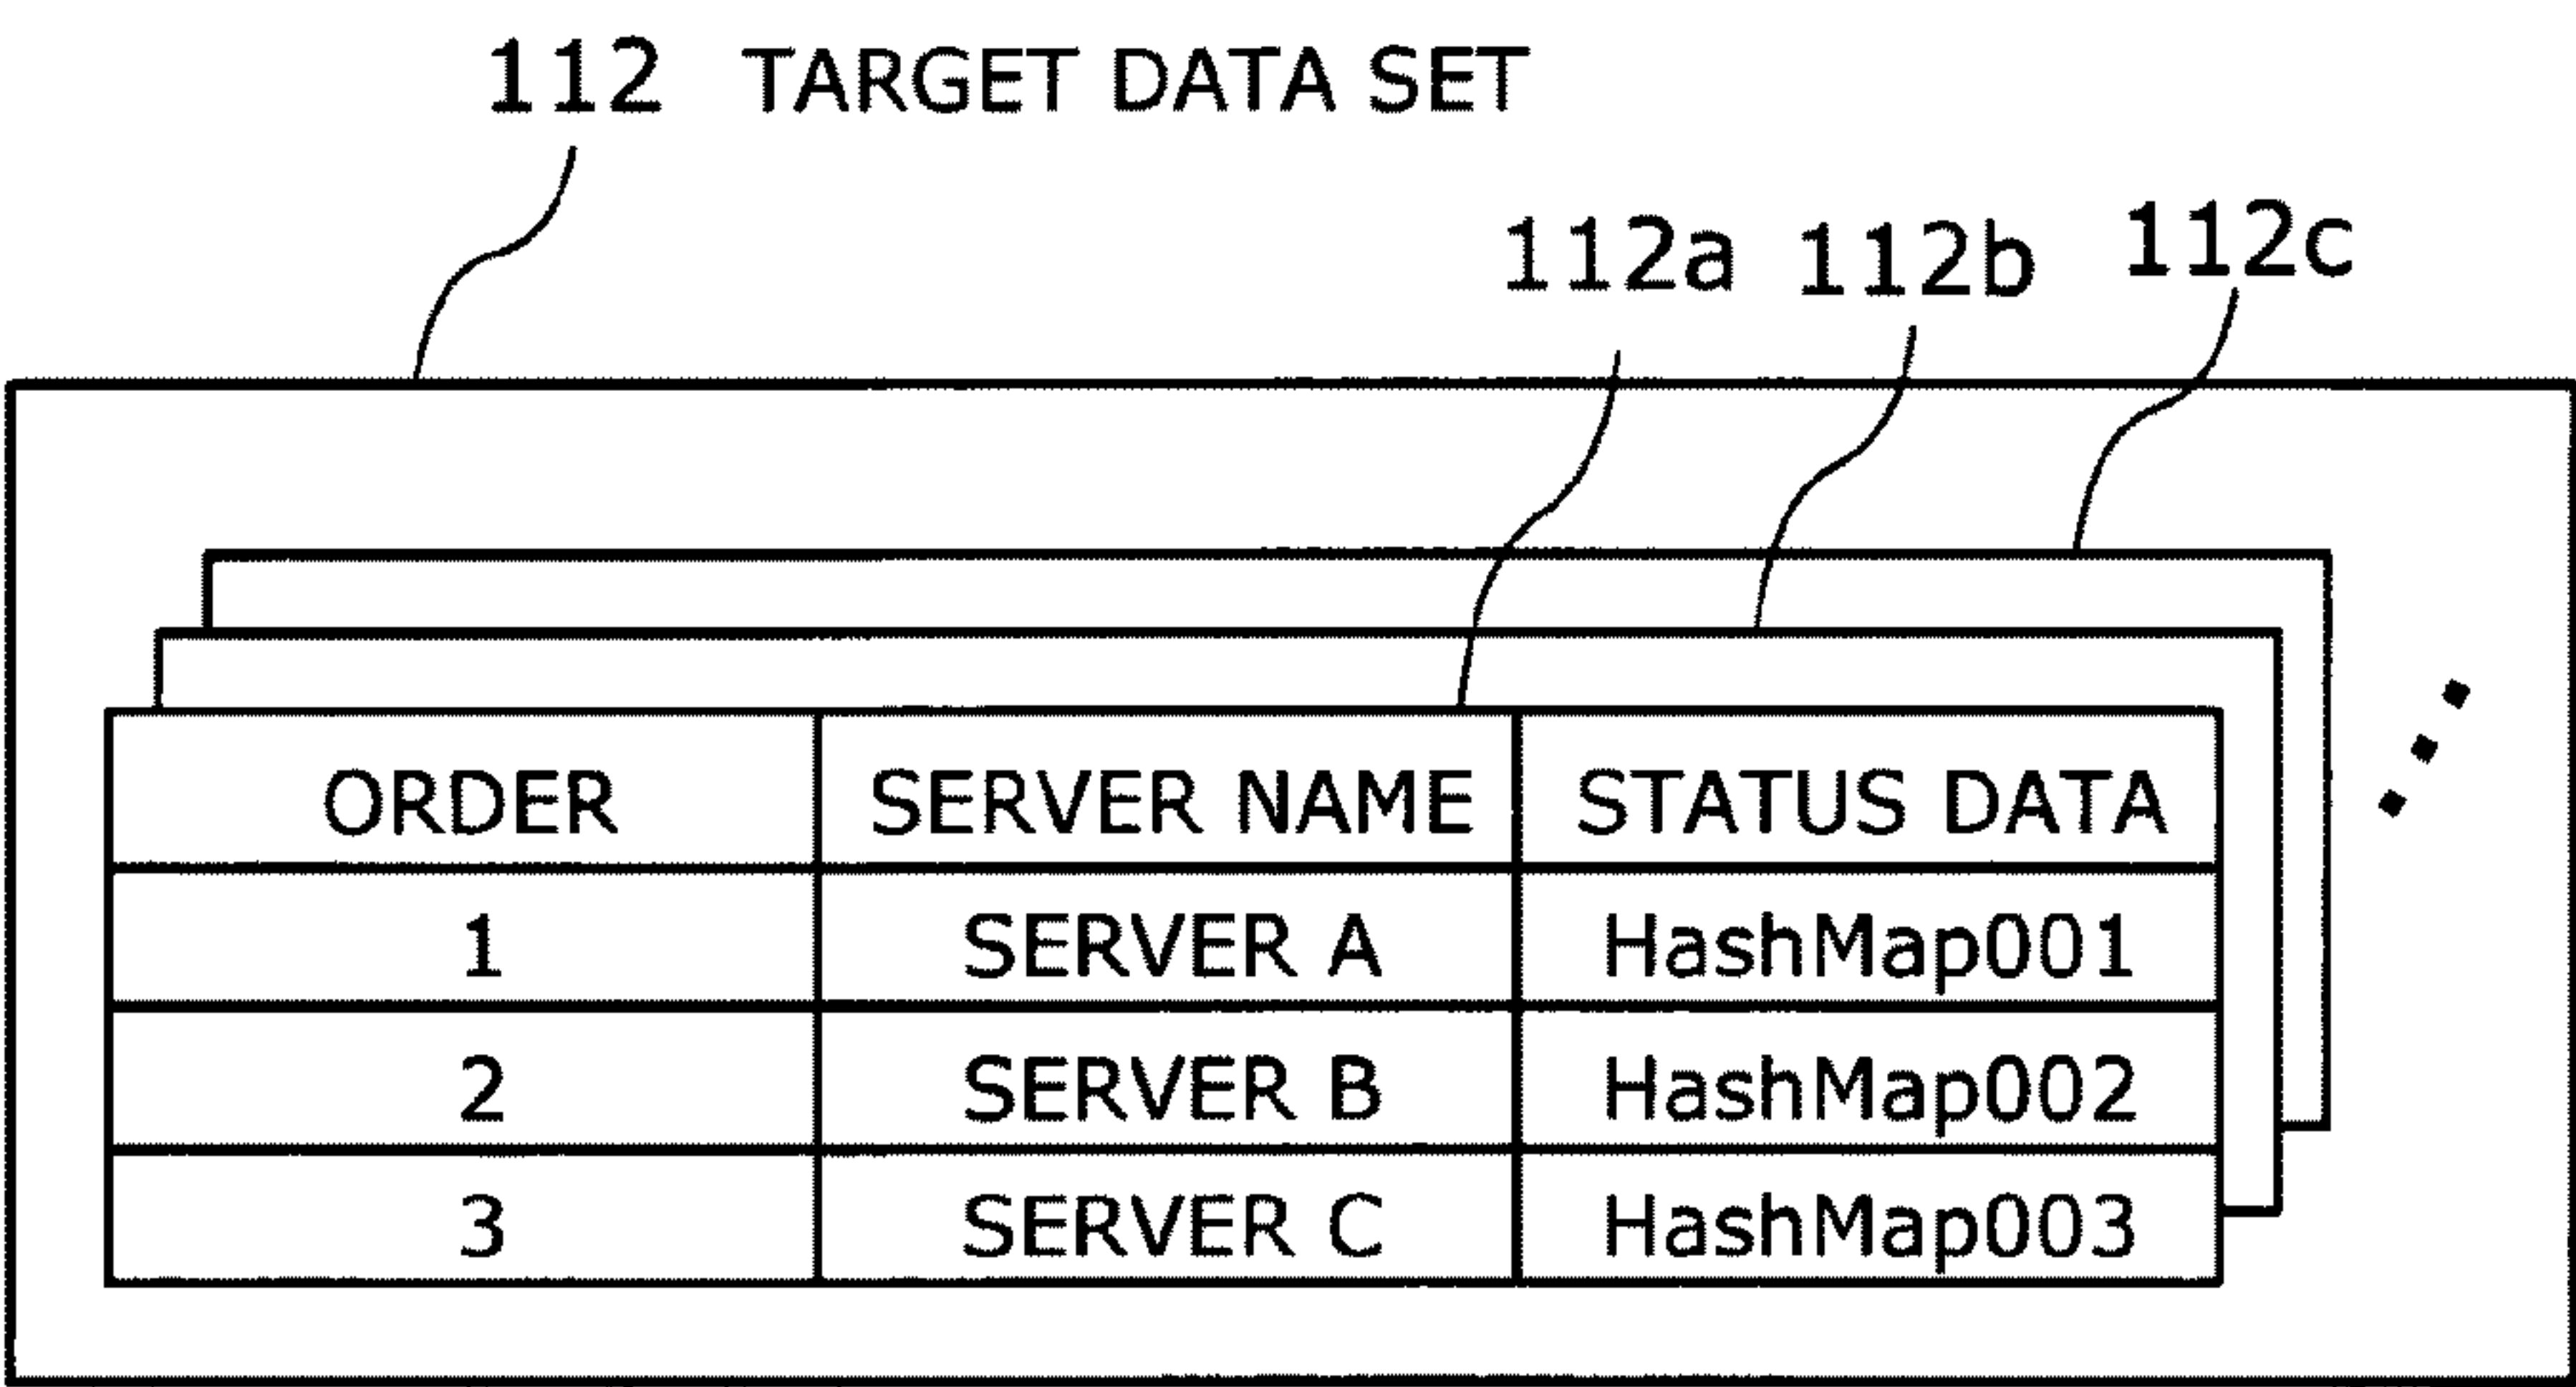 112 TARGET DATA SET
112a 112b 112c
ORDER SERVER NAME STATUS DATA
1 SERVER A HashMap001
2 SERVER B HashMap002
3 SERVER C HashMap003